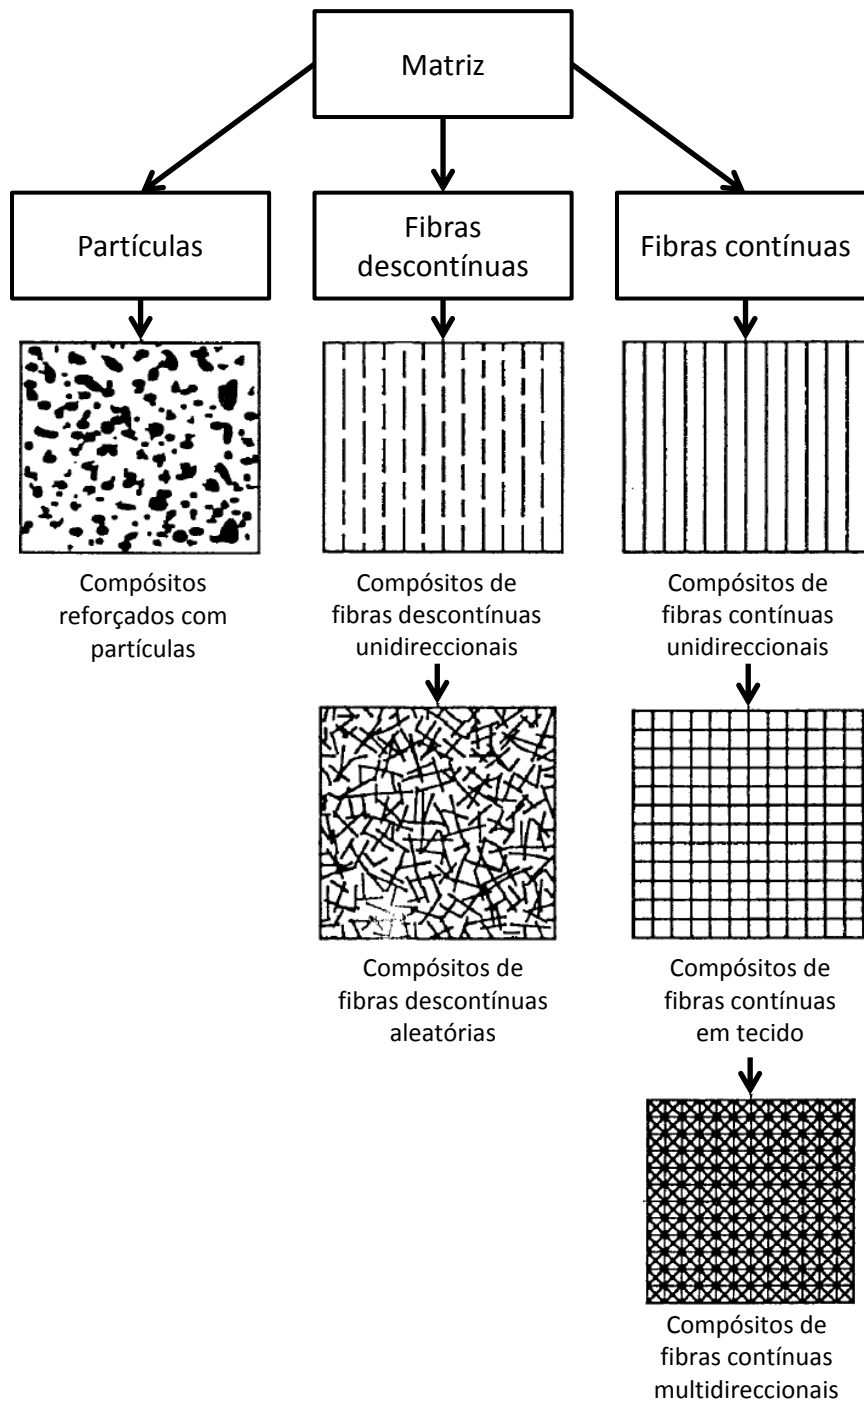 Matriz
Partículas
Fibras
descontínuas
Fibras contínuas
Compósitos
reforçados com
partículas
Compósitos de
fibras descontínuas
unidireccionais
Compósitos de
fibras contínuas
unidireccionais
Compósitos de
fibras descontínuas
aleatórias
Compósitos de
fibras contínuas
em tecido
Compósitos de
fibras contínuas
multidireccionais